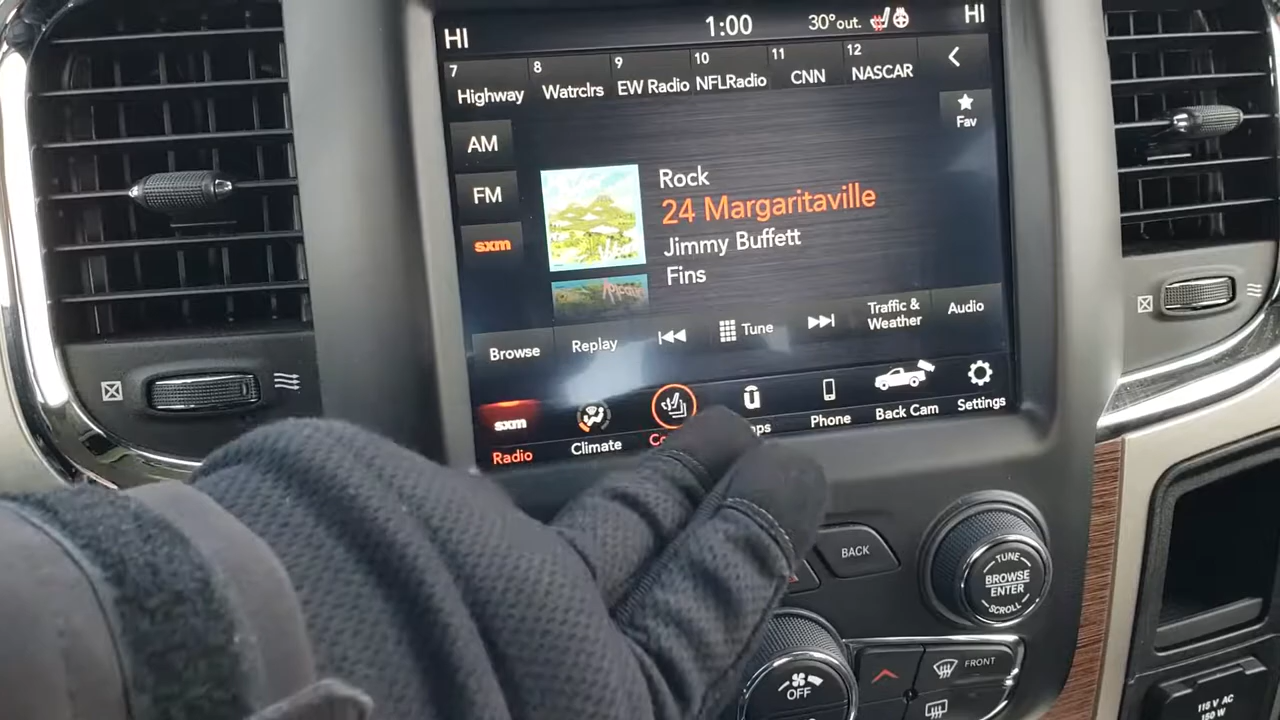 HI 1:00 30°out. HI
7 8 9 10 11 12
Highway Watrclrs EW Radio NFLRadio CNN NASCAR
Fav
AM
FM
sxm
Rock
24 Margaritaville
Jimmy Buffett
Fins
Browse Replay Tune Traffic & Weather Audio
sxm
Radio Climate Phone Back Cam Settings
BACK
TUNE
BROWSE
ENTER
SCROLL
OFF
FRONT
115 V AC